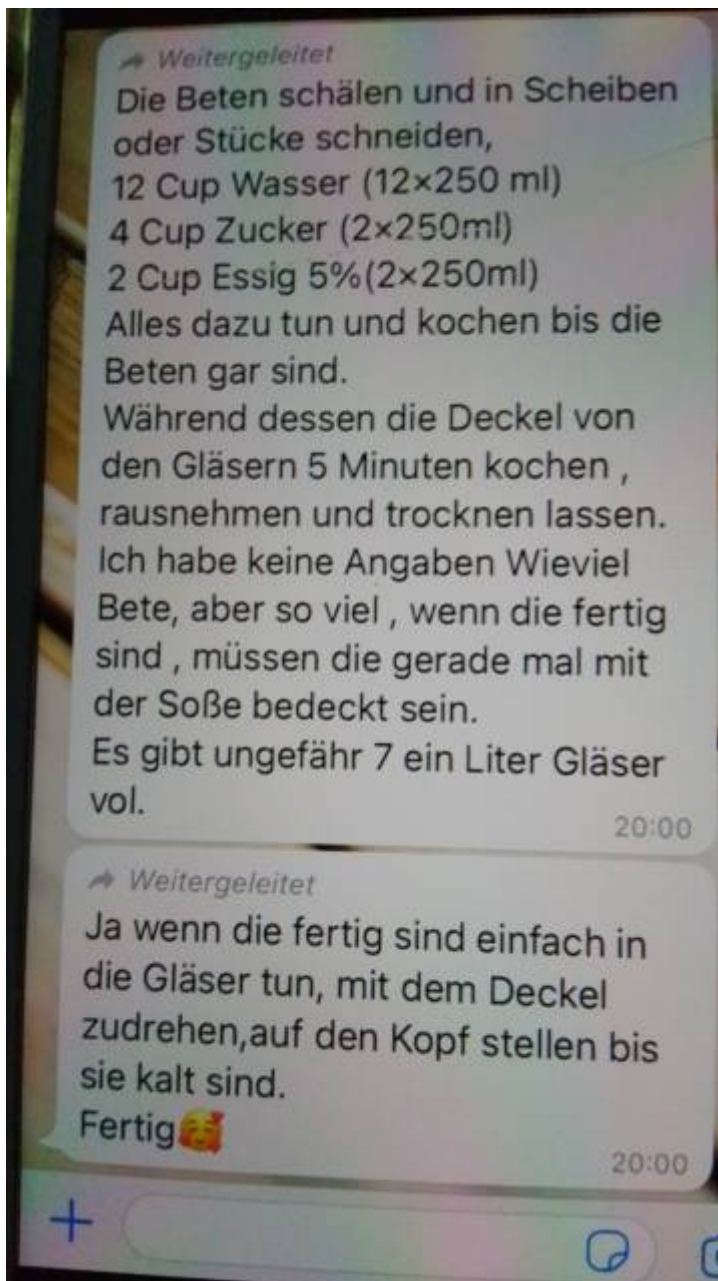 Weitergeleitet
Die Beten schälen und in Scheiben
oder Stücke schneiden,
12 Cup Wasser (12×250 ml)
4 Cup Zucker (2×250ml)
2 Cup Essig 5%(2×250ml)
Alles dazu tun und kochen bis die
Beten gar sind.
Während dessen die Deckel von
den Gläsern 5 Minuten kochen ,
rausnehmen und trocknen lassen.
Ich habe keine Angaben Wieviel
Bete, aber so viel , wenn die fertig
sind , müssen die gerade mal mit
der Soße bedeckt sein.
Es gibt ungefähr 7 ein Liter Gläser
vol.
20:00
Weitergeleitet
Ja wenn die fertig sind einfach in
die Gläser tun, mit dem Deckel
zudrehen,auf den Kopf stellen bis
sie kalt sind.
Fertig🥰
20:00